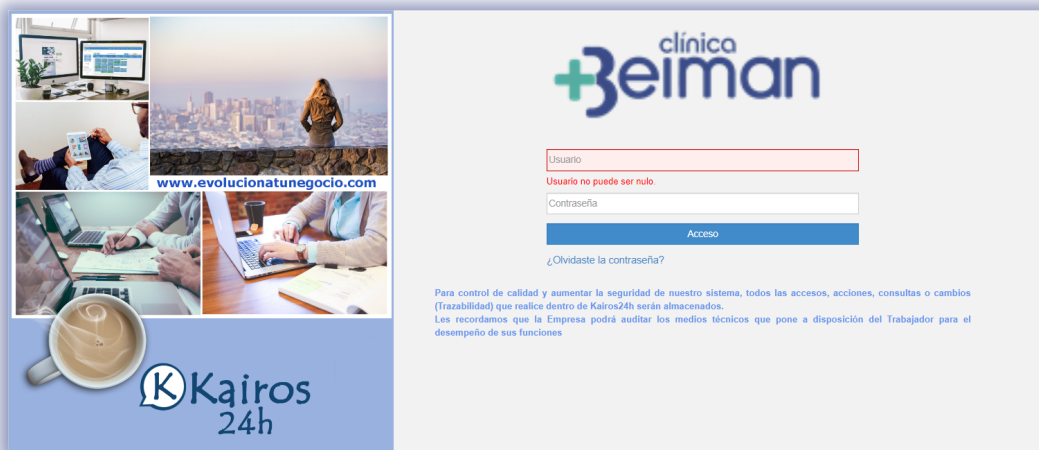 www.evolucionatunegocio.com
K Kairos
24h
clínica
Beiman
Usuario
Usuario no puede ser nulo.
Contraseña
Acceso
¿Olvidaste la contraseña?
Para control de calidad y aumentar la seguridad de nuestro sistema, todos las accesos, acciones, consultas o cambios
(Trazabilidad) que realice dentro de Kairos24h serán almacenados.
Les recordamos que la Empresa podrá auditar los medios técnicos que pone a disposición del Trabajador para el
desempeño de sus funciones